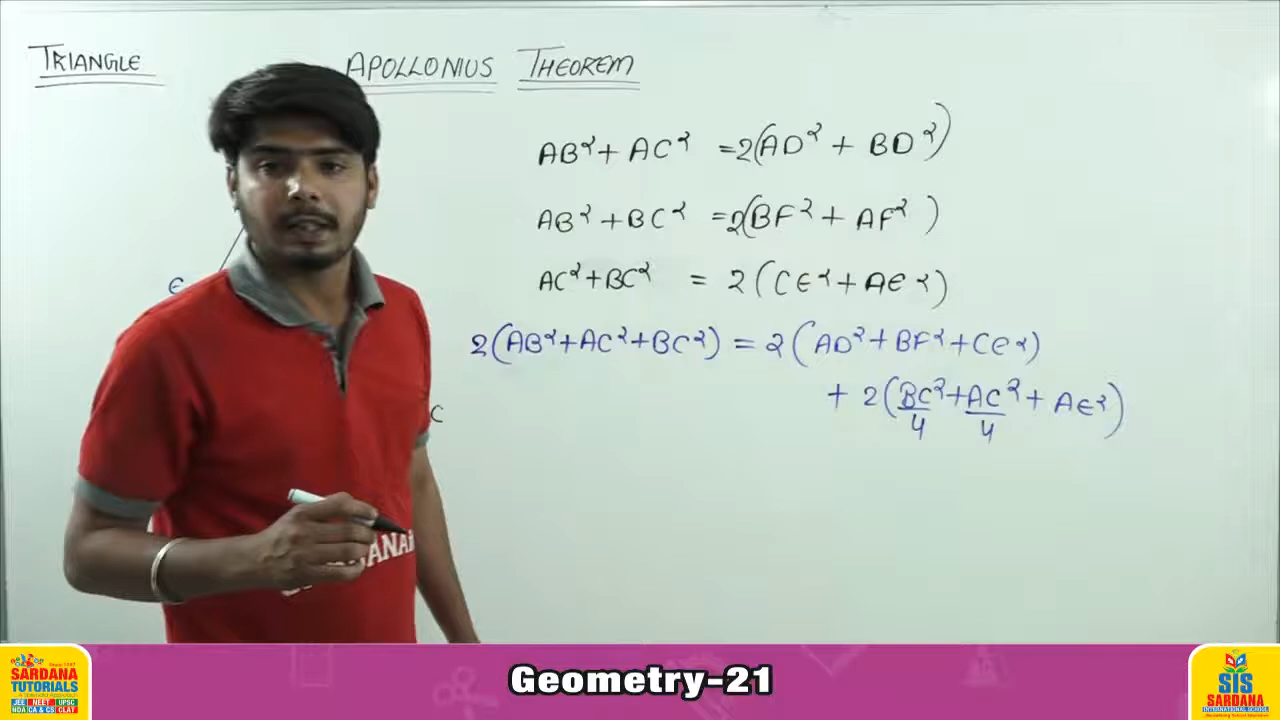 TRIANGLE
APOLLONIUS THEOREM
AB² + AC² = 2(AD² + BD²)
AB² + BC² = 2(BF² + AF²)
AC² + BC² = 2(CE² + AE²)
2(AB² + AC² + BC²) = 2(AD² + BF² + CE²)
+ 2(BC²/4 + AC²/4 + AE²)
E
C
Geometry-21
SARDANA
TUTORIALS
JEE NEET UPSC
NDA CA & CS CLAT
SIS
SARDANA
INTERNATIONAL SCHOOL